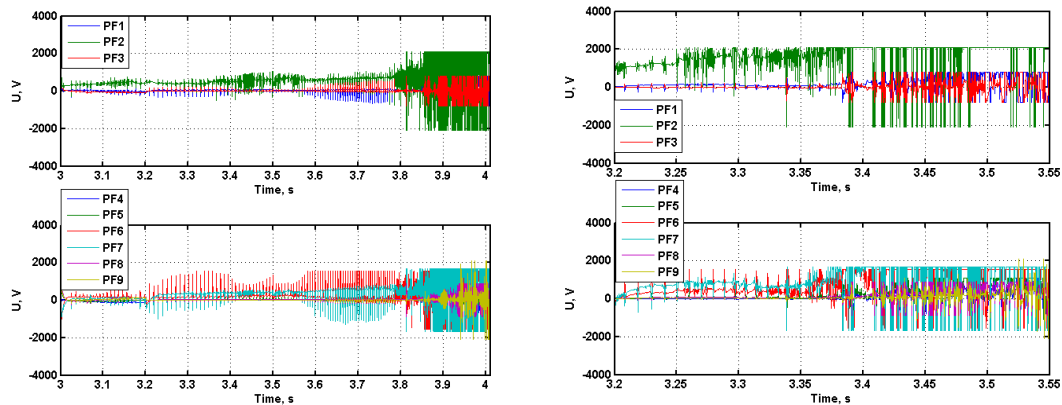 4000
2000
0
-2000
-4000
U, V
PF1
PF2
PF3
3 3.1 3.2 3.3 3.4 3.5 3.6 3.7 3.8 3.9 4
Time, s
4000
2000
0
-2000
-4000
U, V
PF1
PF2
PF3
3.2 3.25 3.3 3.35 3.4 3.45 3.5 3.55
Time, s
4000
2000
0
-2000
-4000
U, V
PF4
PF5
PF6
PF7
PF8
PF9
3 3.1 3.2 3.3 3.4 3.5 3.6 3.7 3.8 3.9 4
Time, s
4000
2000
0
-2000
-4000
U, V
PF4
PF5
PF6
PF7
PF8
PF9
3.2 3.25 3.3 3.35 3.4 3.45 3.5 3.55
Time, s